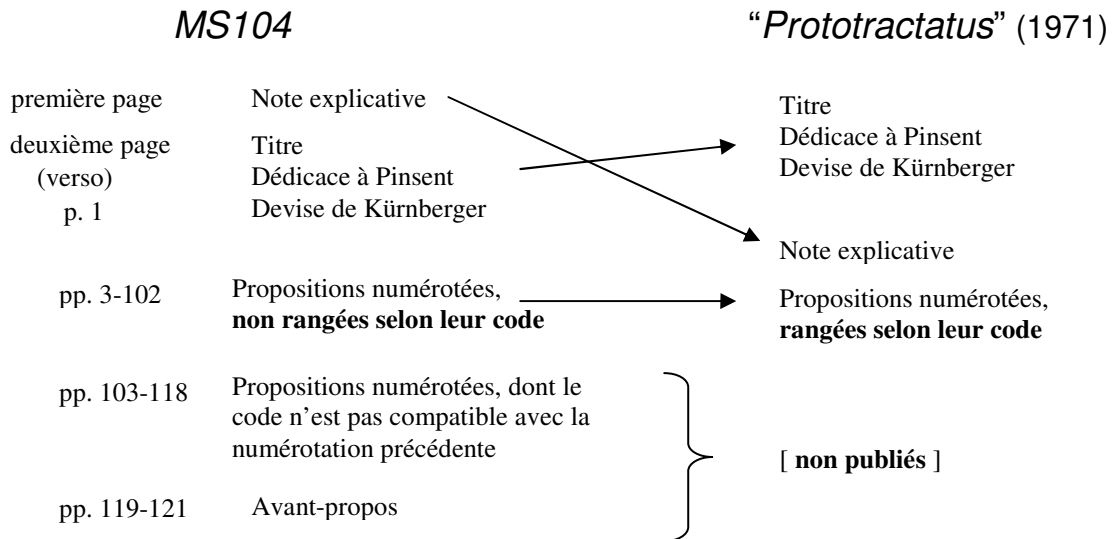 MS104
“Prototractatus” (1971)
première page
Note explicative
Titre
deuxième page
Titre
Dédicace à Pinsent
(verso)
Dédicace à Pinsent
Devise de Kürnberger
p. 1
Devise de Kürnberger
Note explicative
pp. 3-102
Propositions numérotées,
non rangées selon leur code
Propositions numérotées,
rangées selon leur code
pp. 103-118
Propositions numérotées, dont le
code n’est pas compatible avec la
numérotation précédente
[ non publiés ]
pp. 119-121
Avant-propos